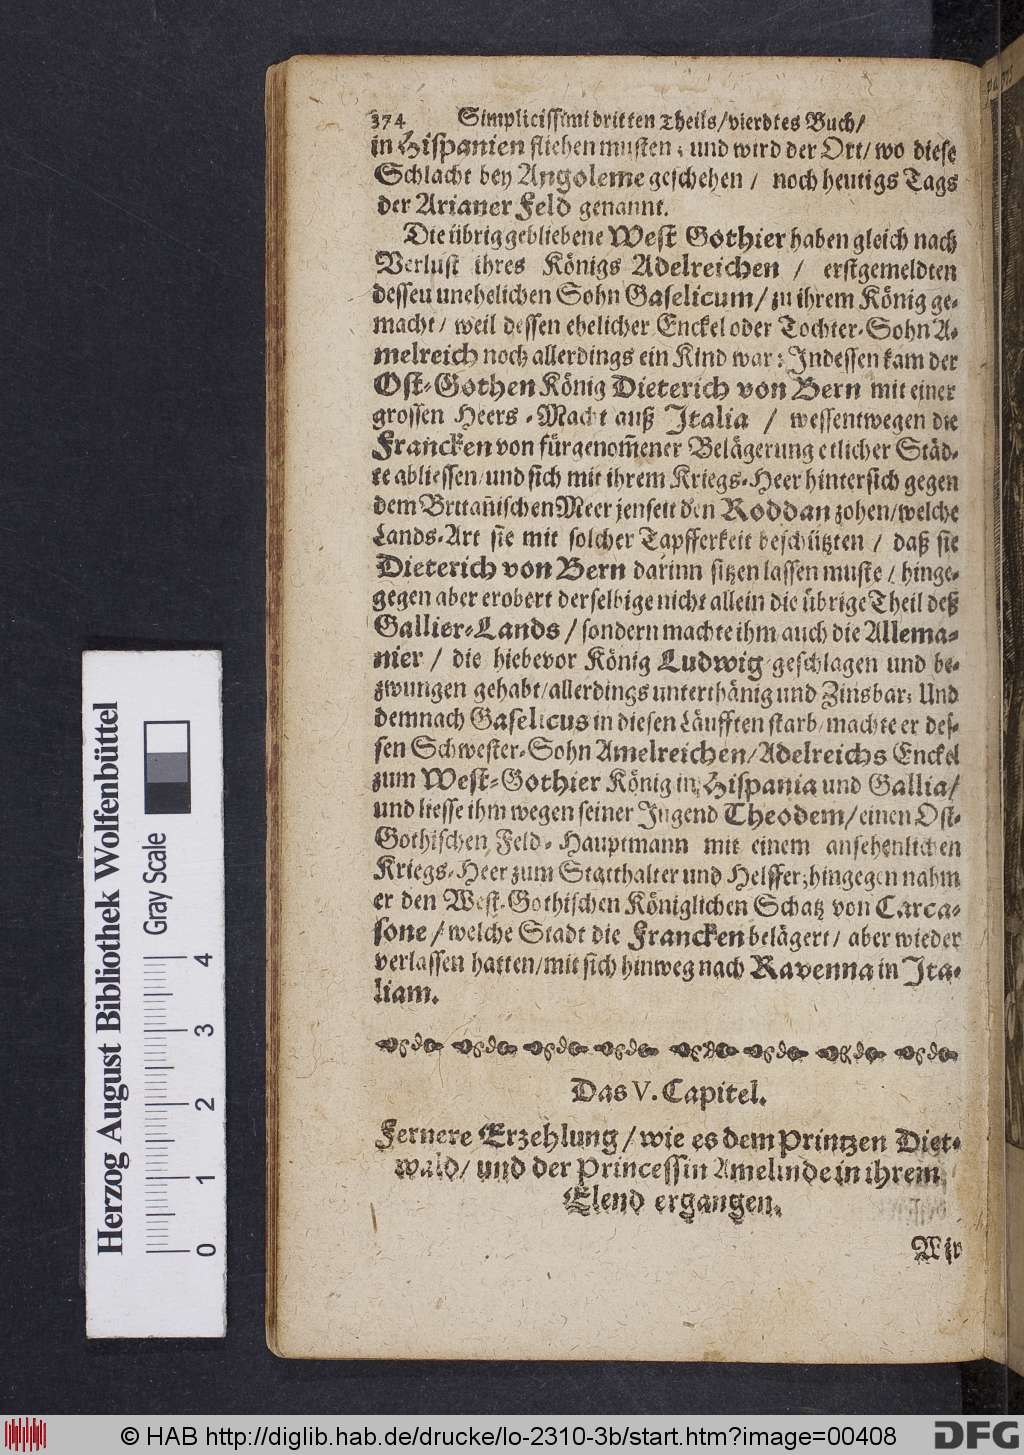 374 Simplicissimi dritten Theils/vierdtes Buch/
in Hispanien fliehen musten; und wird der Ort/wo diese
Schlacht bey Angoleme geschehen / noch heutigs Tags
der Arianer Feld genannt.
Die übriggebliebene West Gothier haben gleich nach
Verlust ihres Königs Adelreichen / erstgemeldten
desseu unehelichen Sohn Gaselicum/zu ihrem König ge-
macht/ weil dessen ehelicher Enckel oder Tochter-Sohn A-
melreich noch allerdings ein Kind war: Indessen kam der
Ost-Gothen König Dieterich von Bern mit einer
grossen Heers-Macht auß Italia / wessentwegen die
Francken von fürgenom̃ener Belägerung etlicher Städ-
te abliessen/und sich mit ihrem Kriegs-Heer hintersich gegen
dem Brittañischen Meer jenseit den Roddan zohen/welche
Lands-Art sie mit solcher Tapfferkeit beschützten / daß sie
Dieterich von Bern darinn sitzen lassen muste / hinge-
gegen aber erobert derselbige nicht allein die übrige Theil deß
Gallier-Lands/sondern machte ihm auch die Allema-
nier / die hiebevor König Ludwig geschlagen und be-
zwungen gehabt/allerdings unterthänig und Zinsbar; Und
demnach Gaselicus in diesen Läufften starb/machte er des-
sen Schwester-Sohn Amelreichen/Adelreichs Enckel
zum West-Gothier König in Hispania und Gallia/
und liesse ihm wegen seiner Jugend Theodem/einen Ost-
Gothischen Feld-Hauptmann mit einem ansehenlichen
Kriegs-Heer zum Statthalter und Helffer; hingegen nahm
er den West-Gothischen Königlichen Schatz von Carca-
sone/welche Stadt die Francken belägert/ aber wieder
verlassen hatten/mit sich hinweg nach Ravenna in Ita-
liam.
Das V. Capitel.
Fernere Erzehlung/wie es dem Printzen Diet-
wald/ und der Princessin Amelinde in ihrem
Elend ergangen.
Wir
Herzog August Bibliothek Wolfenbüttel
Gray Scale
0 1 2 3 4
© HAB http://diglib.hab.de/drucke/lo-2310-3b/start.htm?image=00408
DFG